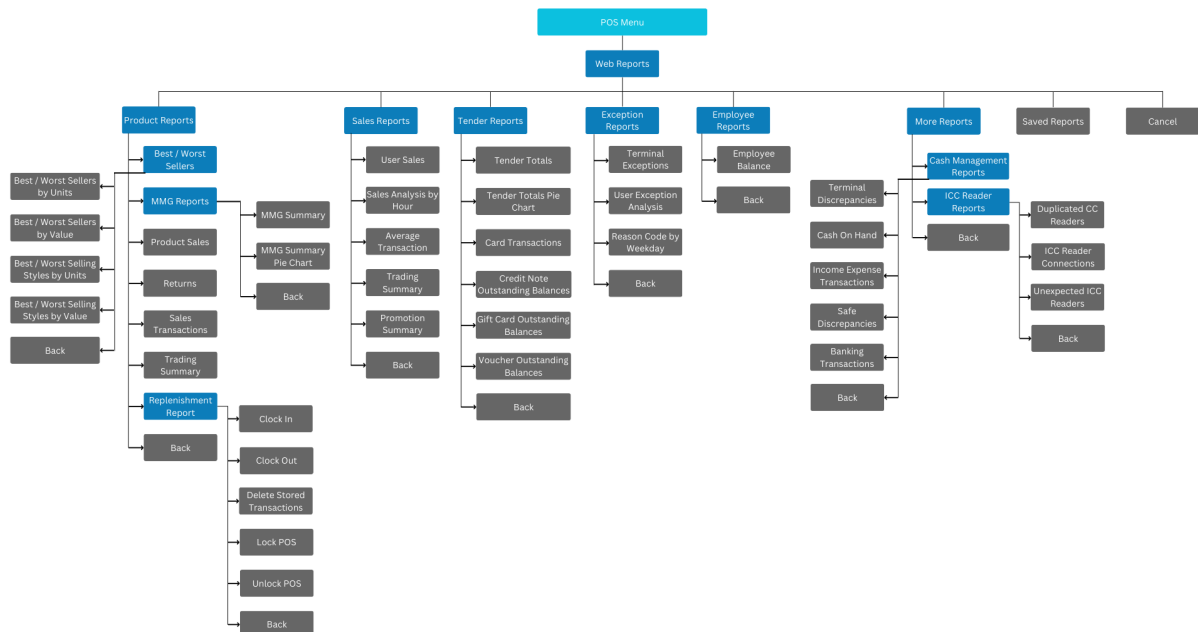 POS Menu
Web Reports
Product Reports
Sales Reports
Tender Reports
Exception
Reports
Employee
Reports
More Reports
Saved Reports
Cancel
Best / Worst
Sellers
Best / Worst Sellers
by Units
Best / Worst Sellers
by Value
Best / Worst Selling
Styles by Units
Best / Worst Selling
Styles by Value
Back
MMG Reports
MMG Summary
MMG Summary
Pie Chart
Back
Product Sales
Returns
Sales
Transactions
Trading
Summary
Replenishment
Report
Back
Clock In
Clock Out
Delete Stored
Transactions
Lock POS
Unlock POS
Back
User Sales
Sales Analysis by
Hour
Average
Transaction
Trading
Summary
Promotion
Summary
Back
Tender Totals
Tender Totals Pie
Chart
Card Transactions
Credit Note
Outstanding Balances
Gift Card Outstanding
Balances
Voucher Outstanding
Balances
Back
Terminal
Exceptions
User Exception
Analysis
Reason Code by
Weekday
Back
Employee
Balance
Back
Cash Management
Reports
Terminal
Discrepancies
Cash On Hand
Income Expense
Transactions
Safe
Discrepancies
Banking
Transactions
Back
ICC Reader
Reports
Back
Duplicated CC
Readers
ICC Reader
Connections
Unexpected ICC
Readers
Back